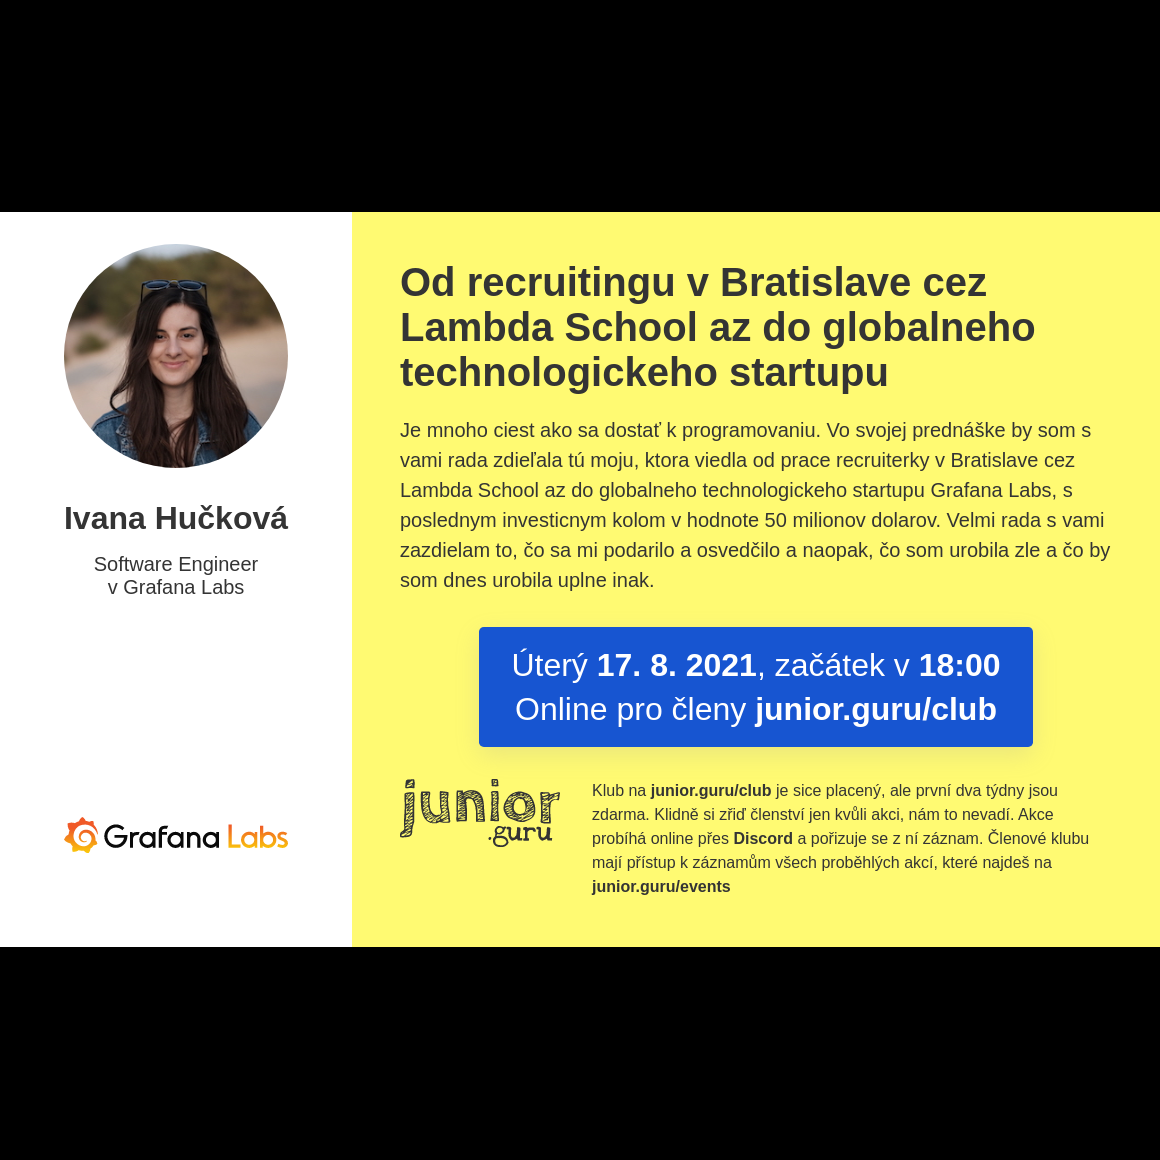 Ivana Hučková
Software Engineer
v Grafana Labs
Grafana Labs
Od recruitingu v Bratislave cez
Lambda School az do globalneho
technologickeho startupu
Je mnoho ciest ako sa dostať k programovaniu. Vo svojej prednáške by som s
vami rada zdieľala tú moju, ktora viedla od prace recruiterky v Bratislave cez
Lambda School az do globalneho technologickeho startupu Grafana Labs, s
poslednym investicnym kolom v hodnote 50 milionov dolarov. Velmi rada s vami
zazdielam to, čo sa mi podarilo a osvedčilo a naopak, čo som urobila zle a čo by
som dnes urobila uplne inak.
Úterý 17. 8. 2021, začátek v 18:00
Online pro členy junior.guru/club
junior
.guru
Klub na junior.guru/club je sice placený, ale první dva týdny jsou
zdarma. Klidně si zřiď členství jen kvůli akci, nám to nevadí. Akce
probíhá online přes Discord a pořizuje se z ní záznam. Členové klubu
mají přístup k záznamům všech proběhlých akcí, které najdeš na
junior.guru/events